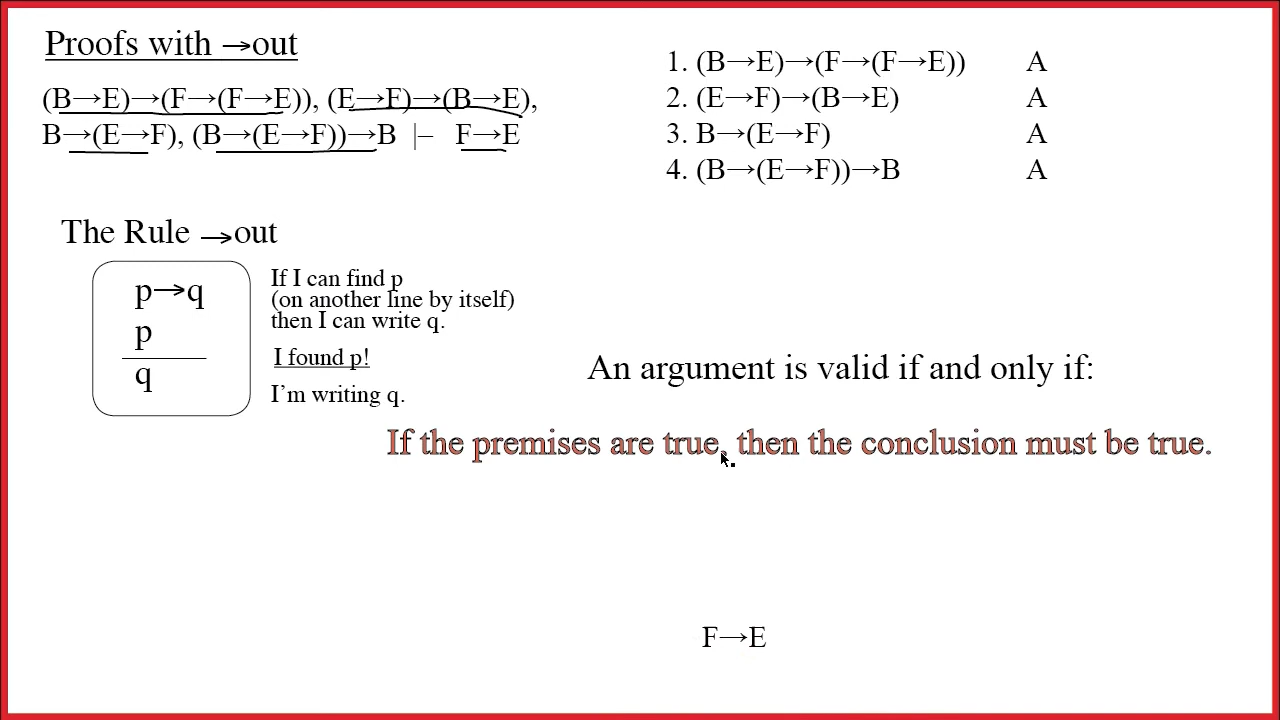 Proofs with →out
(B→E)→(F→(F→E)), (E→F)→(B→E),
B→(E→F), (B→(E→F))→B |– F→E
1. (B→E)→(F→(F→E)) A
2. (E→F)→(B→E) A
3. B→(E→F) A
4. (B→(E→F))→B A
The Rule →out
p→q
p
q
If I can find p
(on another line by itself)
then I can write q.
I found p!
I'm writing q.
An argument is valid if and only if:
If the premises are true, then the conclusion must be true.
F→E